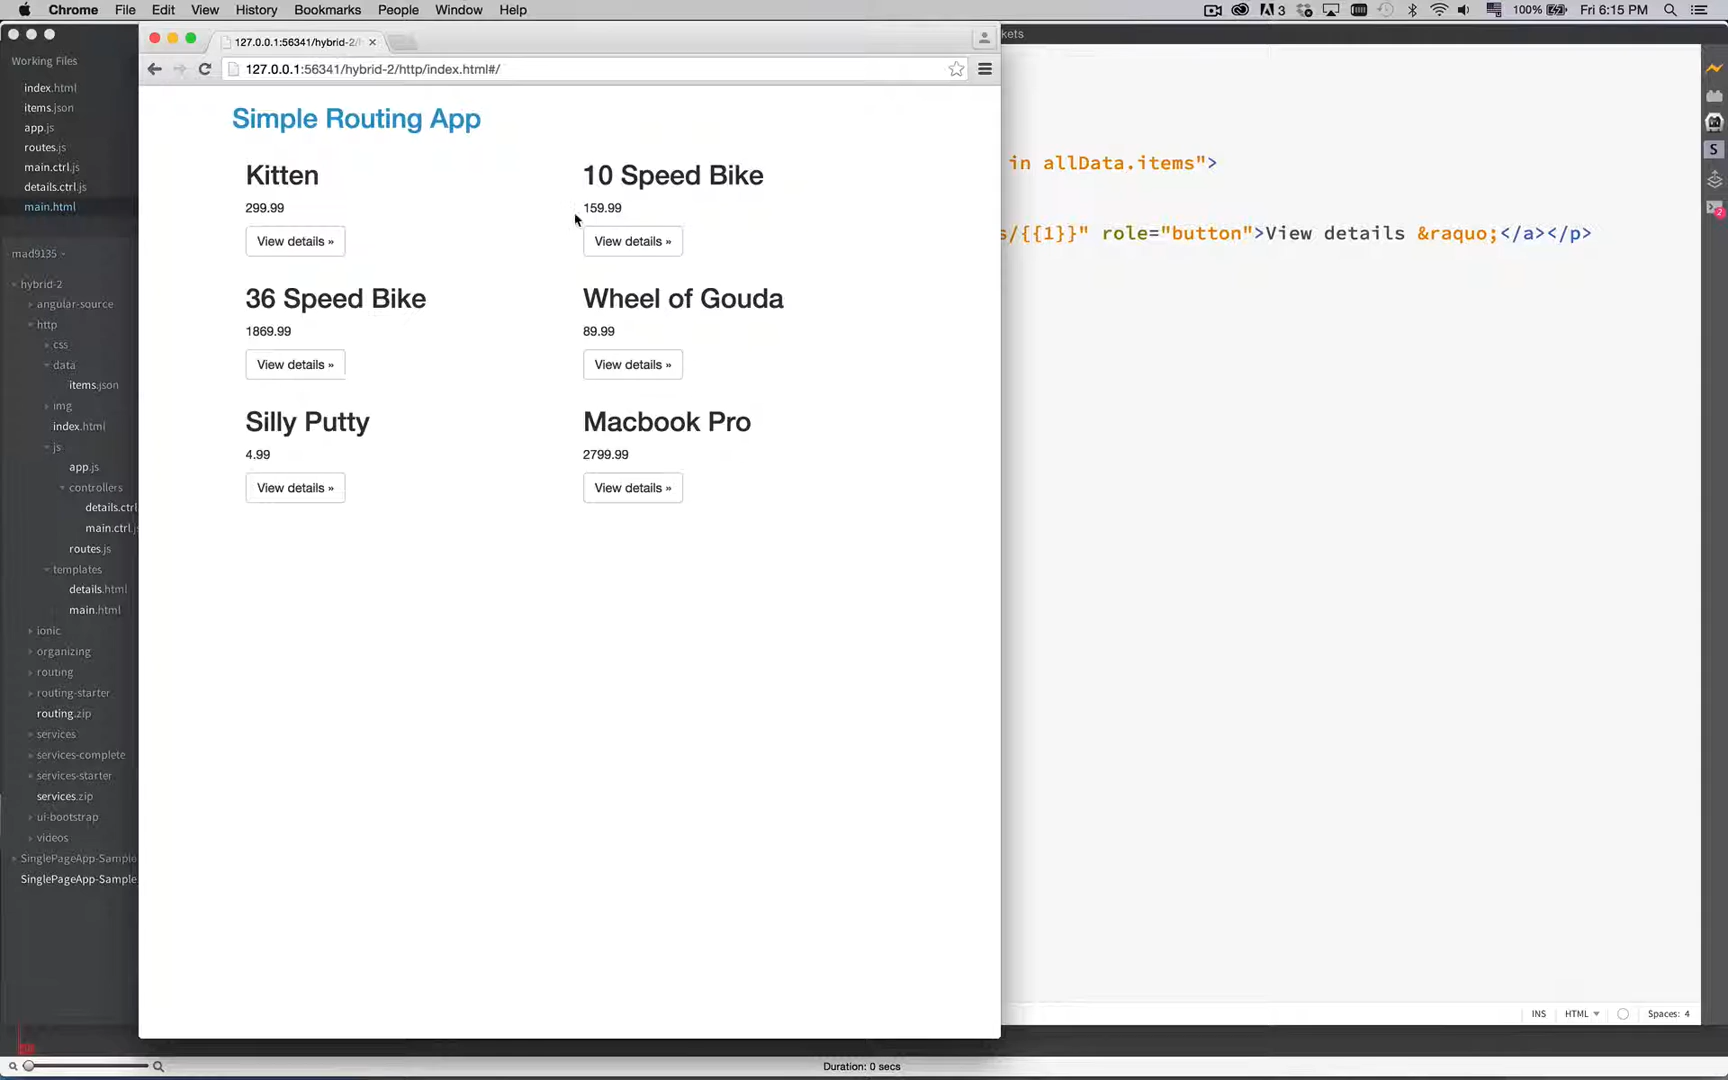 Chrome File Edit View History Bookmarks People Window Help
3 100% Fri 6:15 PM
127.0.0.1:56341/hybrid-2/
127.0.0.1:56341/hybrid-2/http/index.html#/
kets
Working Files
index.html
items.json
app.js
routes.js
main.ctrl.js
details.ctrl.js
main.html
mad9135
hybrid-2
angular-source
http
css
data
items.json
img
index.html
js
app.js
controllers
details.ctrl
main.ctrl.j
routes.js
templates
details.html
main.html
ionic
organizing
routing
routing-starter
routing.zip
services
services-complete
services-starter
services.zip
ui-bootstrap
videos
SinglePageApp-Sample
SinglePageApp-Sample.
Simple Routing App
Kitten
299.99
View details »
10 Speed Bike
159.99
View details »
36 Speed Bike
1869.99
View details »
Wheel of Gouda
89.99
View details »
Silly Putty
4.99
View details »
Macbook Pro
2799.99
View details »
in allData.items">
s/{{1}}" role="button">View details &raquo;</a></p>
S
2
INS HTML Spaces: 4
Duration: 0 secs